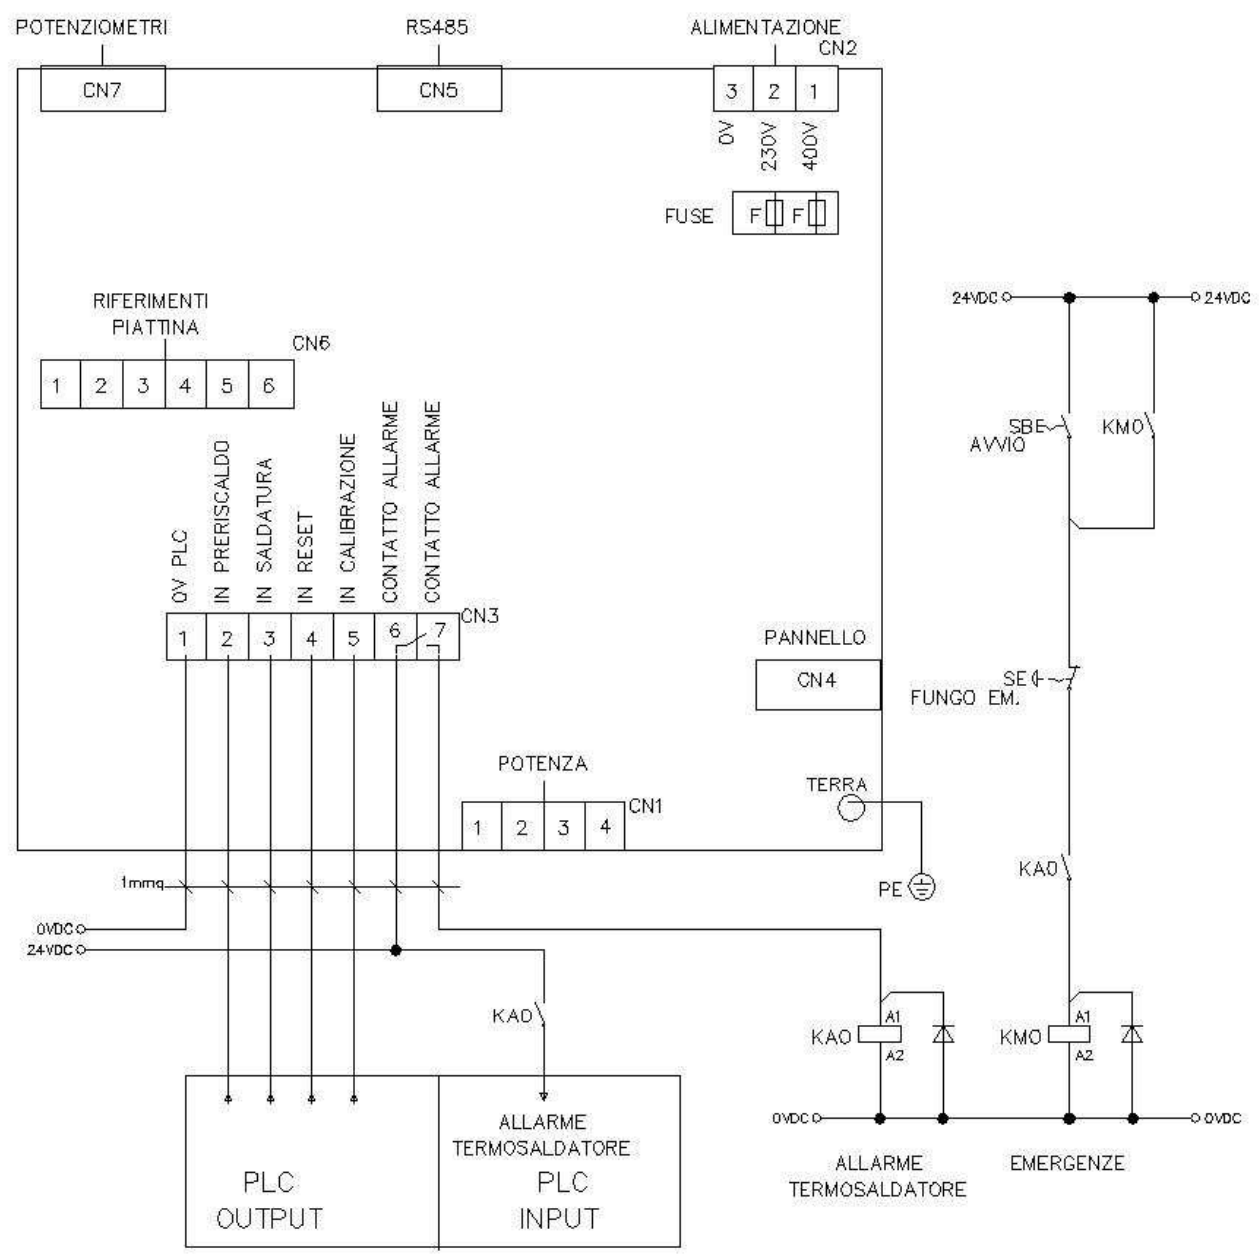 POTENZIOMETRI
RS485
ALIMENTAZIONE
CN2
CN7
CN5
3 2 1
0V
230V
400V
FUSE
F F
RIFERIMENTI
PIATTINA
CN6
1 2 3 4 5 6
24VDC
24VDC
SBE
AVVIO
KM0
0V PLC
IN PRERISCALDO
IN SALDATURA
IN RESET
IN CALIBRAZIONE
CONTATTO ALLARME
CONTATTO ALLARME
CN3
1 2 3 4 5 6 7
PANNELLO
CN4
SE
FUNGO EM.
POTENZA
CN1
1 2 3 4
TERRA
PE
KA0
1mmq
0VDC
24VDC
KA0
KA0
A1
A2
KM0
A1
A2
0VDC
0VDC
ALLARME
TERMOSALDATORE
PLC
OUTPUT
PLC
INPUT
ALLARME
TERMOSALDATORE
EMERGENZE